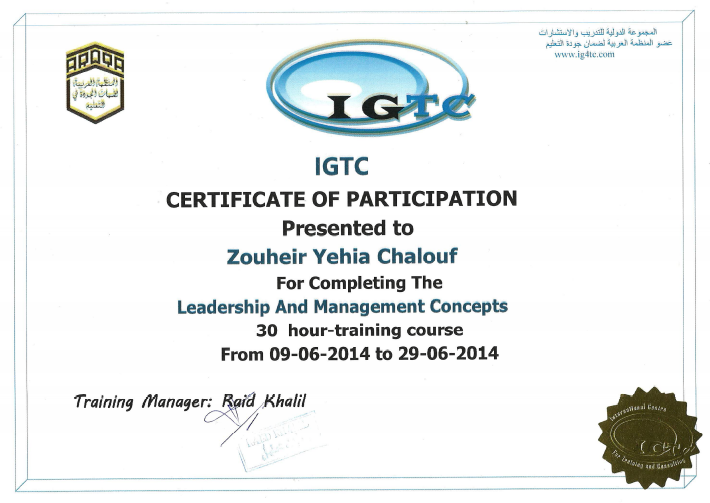 المجموعة الدولية للتدريب والاستشارات
عضو المنظمة العربية لضمان جودة التعليم
www.ig4tc.com
ARAQA
المنظمة العربية
لضمان الجودة في
التعليم
IGTC
IGTC
CERTIFICATE OF PARTICIPATION
Presented to
Zouheir Yehia Chalouf
For Completing The
Leadership And Management Concepts
30 hour-training course
From 09-06-2014 to 29-06-2014
Training Manager: Raid Khalil
International Centre
For Training and Consulting